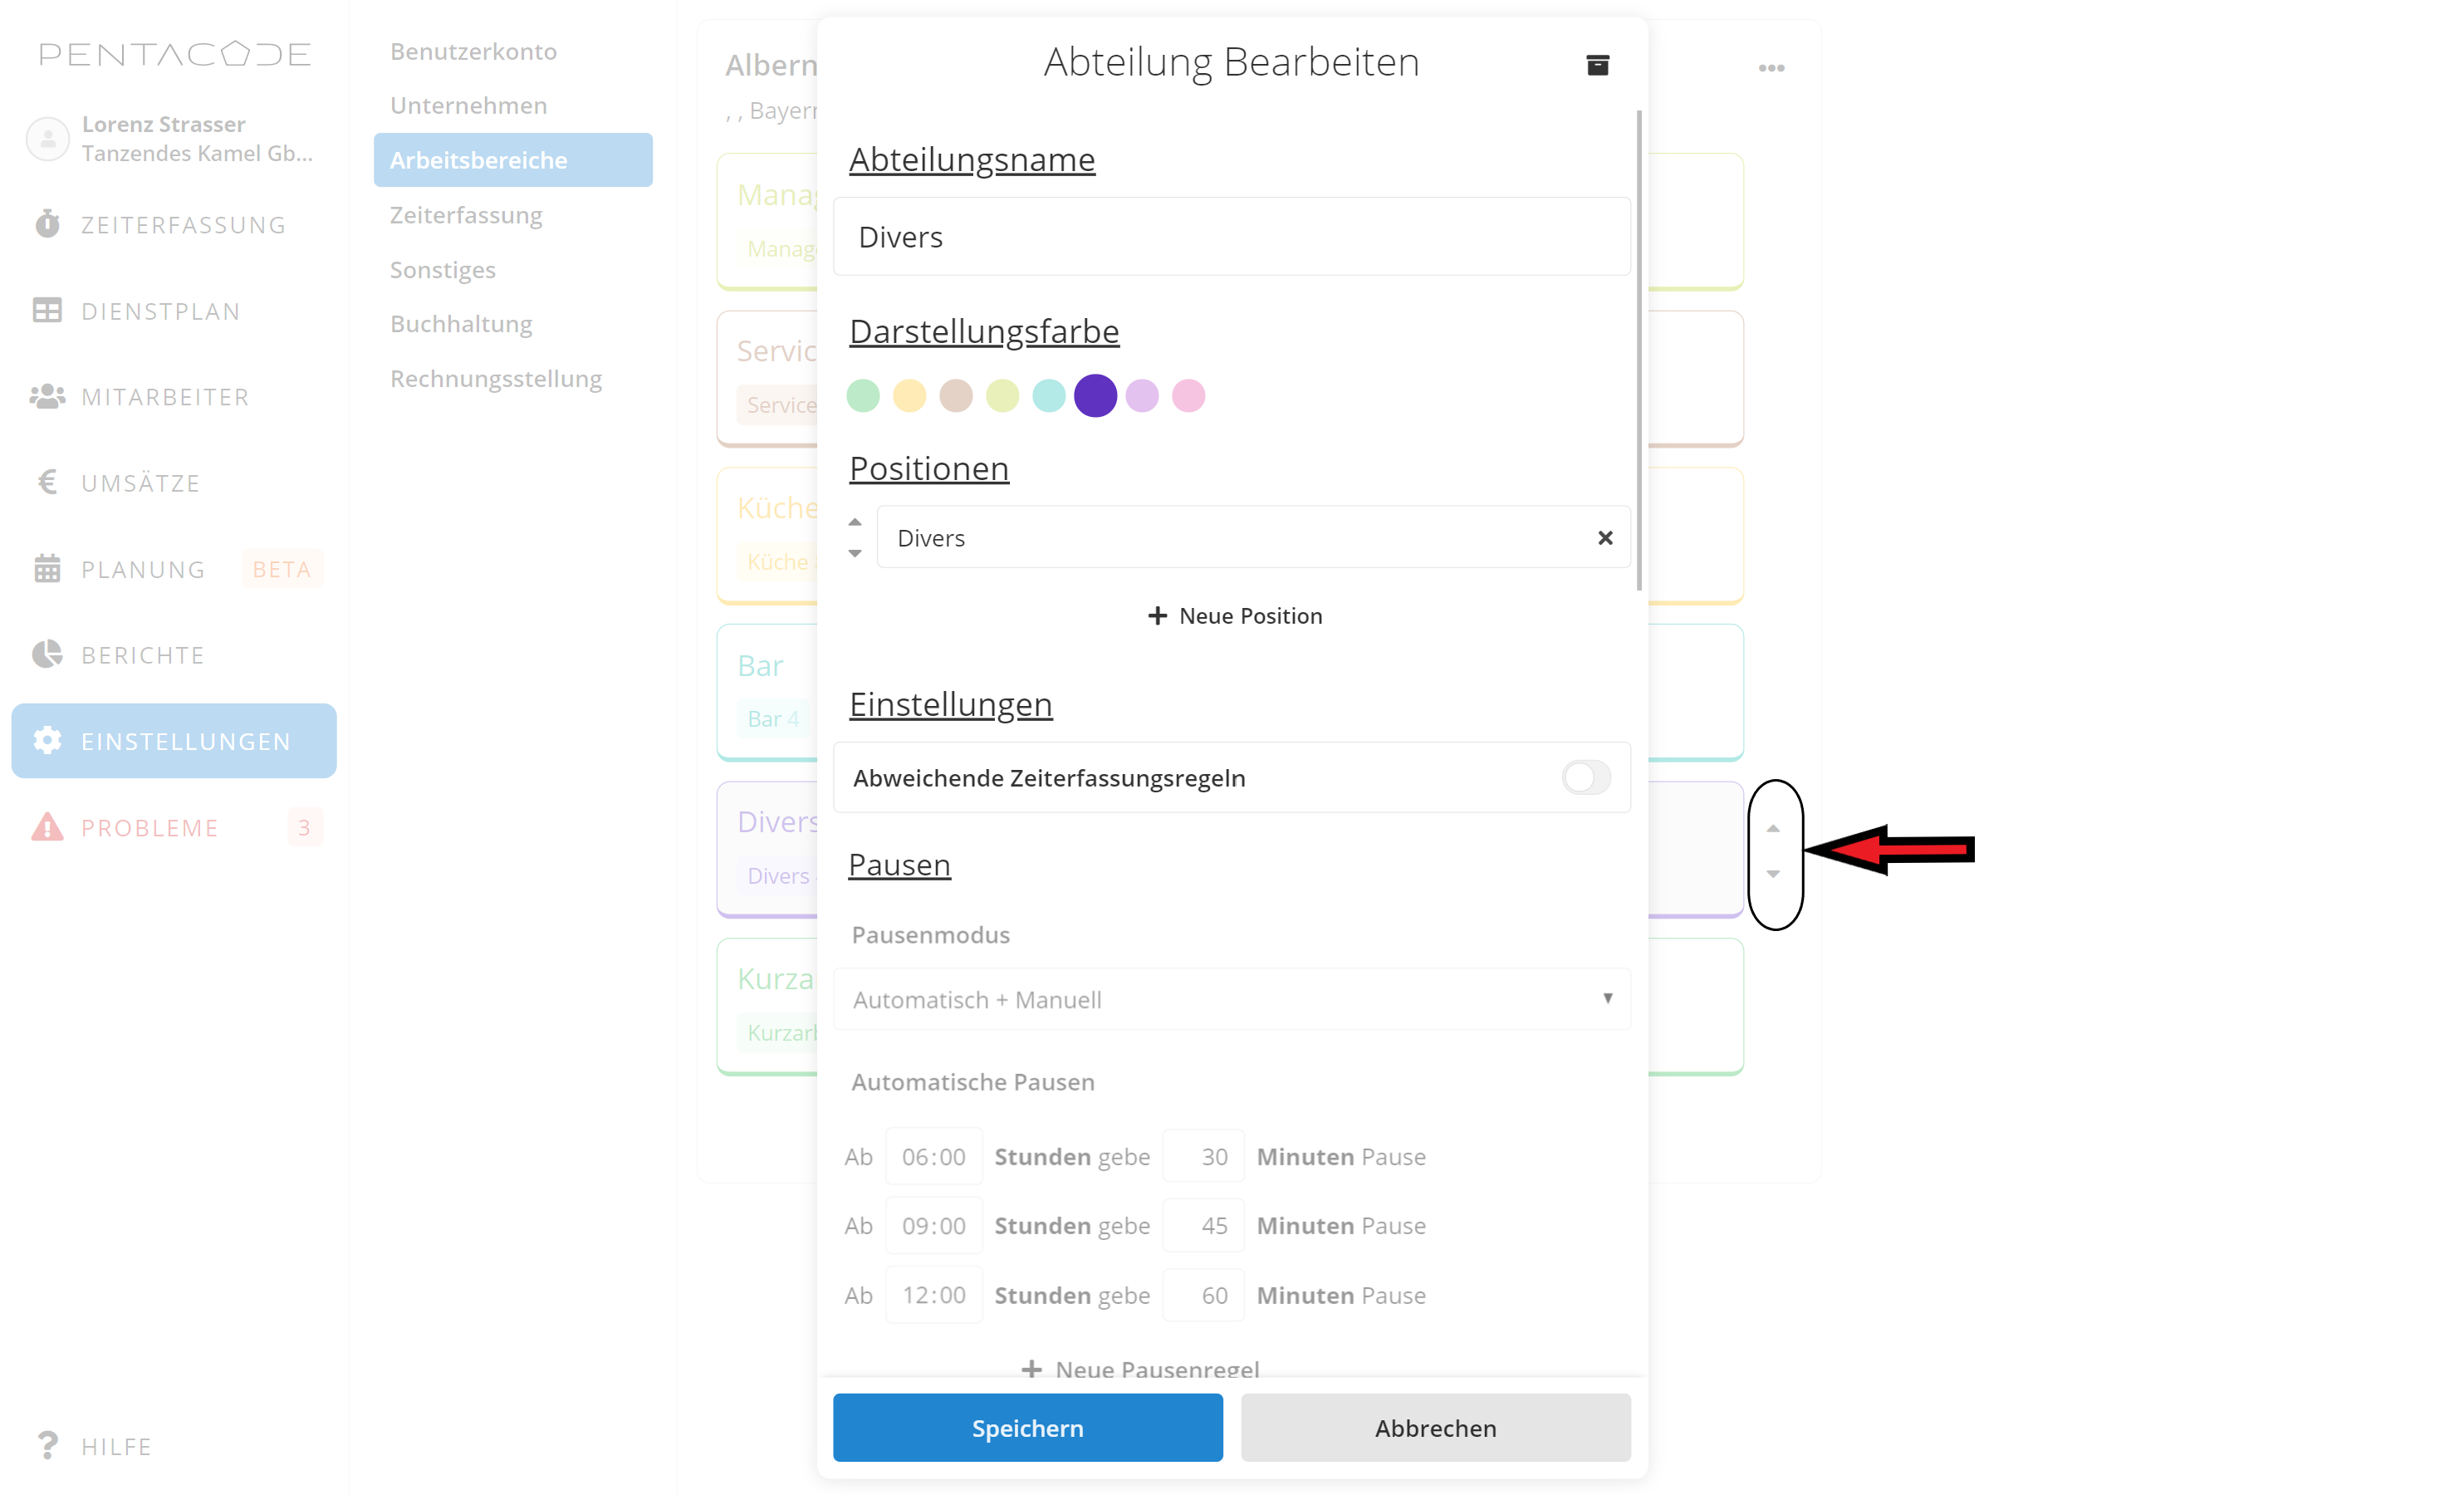 PENTACODE
Lorenz Strasser
Tanzendes Kamel Gb...
ZEITERFASSUNG
DIENSTPLAN
MITARBEITER
UMSÄTZE
PLANUNG BETA
BERICHTE
EINSTELLUNGEN
PROBLEME 3
HILFE
Benutzerkonto
Unternehmen
Arbeitsbereiche
Zeiterfassung
Sonstiges
Buchhaltung
Rechnungsstellung
Albern
, , Bayern
Manag
Manag
Servic
Service
Küche
Küche
Bar
Bar 4
Divers
Divers
Kurza
Kurzarb
Abteilung Bearbeiten
Abteilungsname
Divers
Darstellungsfarbe
Positionen
Divers
Neue Position
Einstellungen
Abweichende Zeiterfassungsregeln
Pausen
Pausenmodus
Automatisch + Manuell
Automatische Pausen
Ab 06:00 Stunden gebe 30 Minuten Pause
Ab 09:00 Stunden gebe 45 Minuten Pause
Ab 12:00 Stunden gebe 60 Minuten Pause
Neue Pausenregel
Speichern
Abbrechen